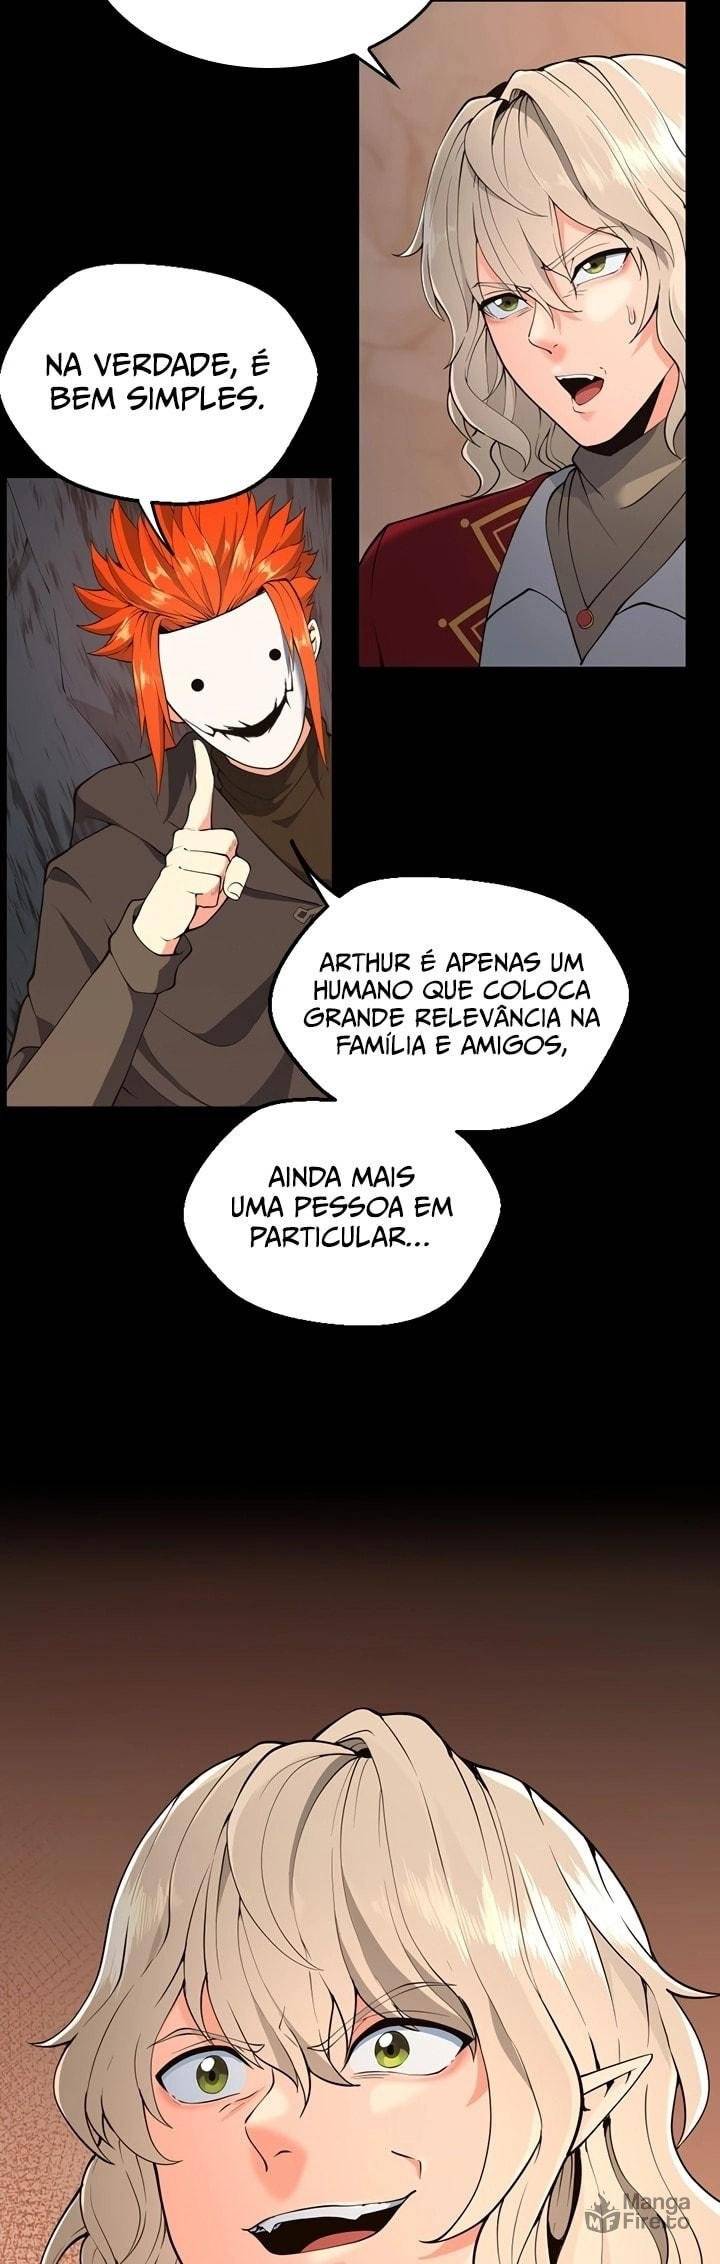 NA VERDADE, É
BEM SIMPLES.
ARTHUR É APENAS UM
HUMANO QUE COLOCA
GRANDE RELEVÂNCIA NA
FAMÍLIA E AMIGOS,
AINDA MAIS
UMA PESSOA EM
PARTICULAR...
Manga
MF Fire.to